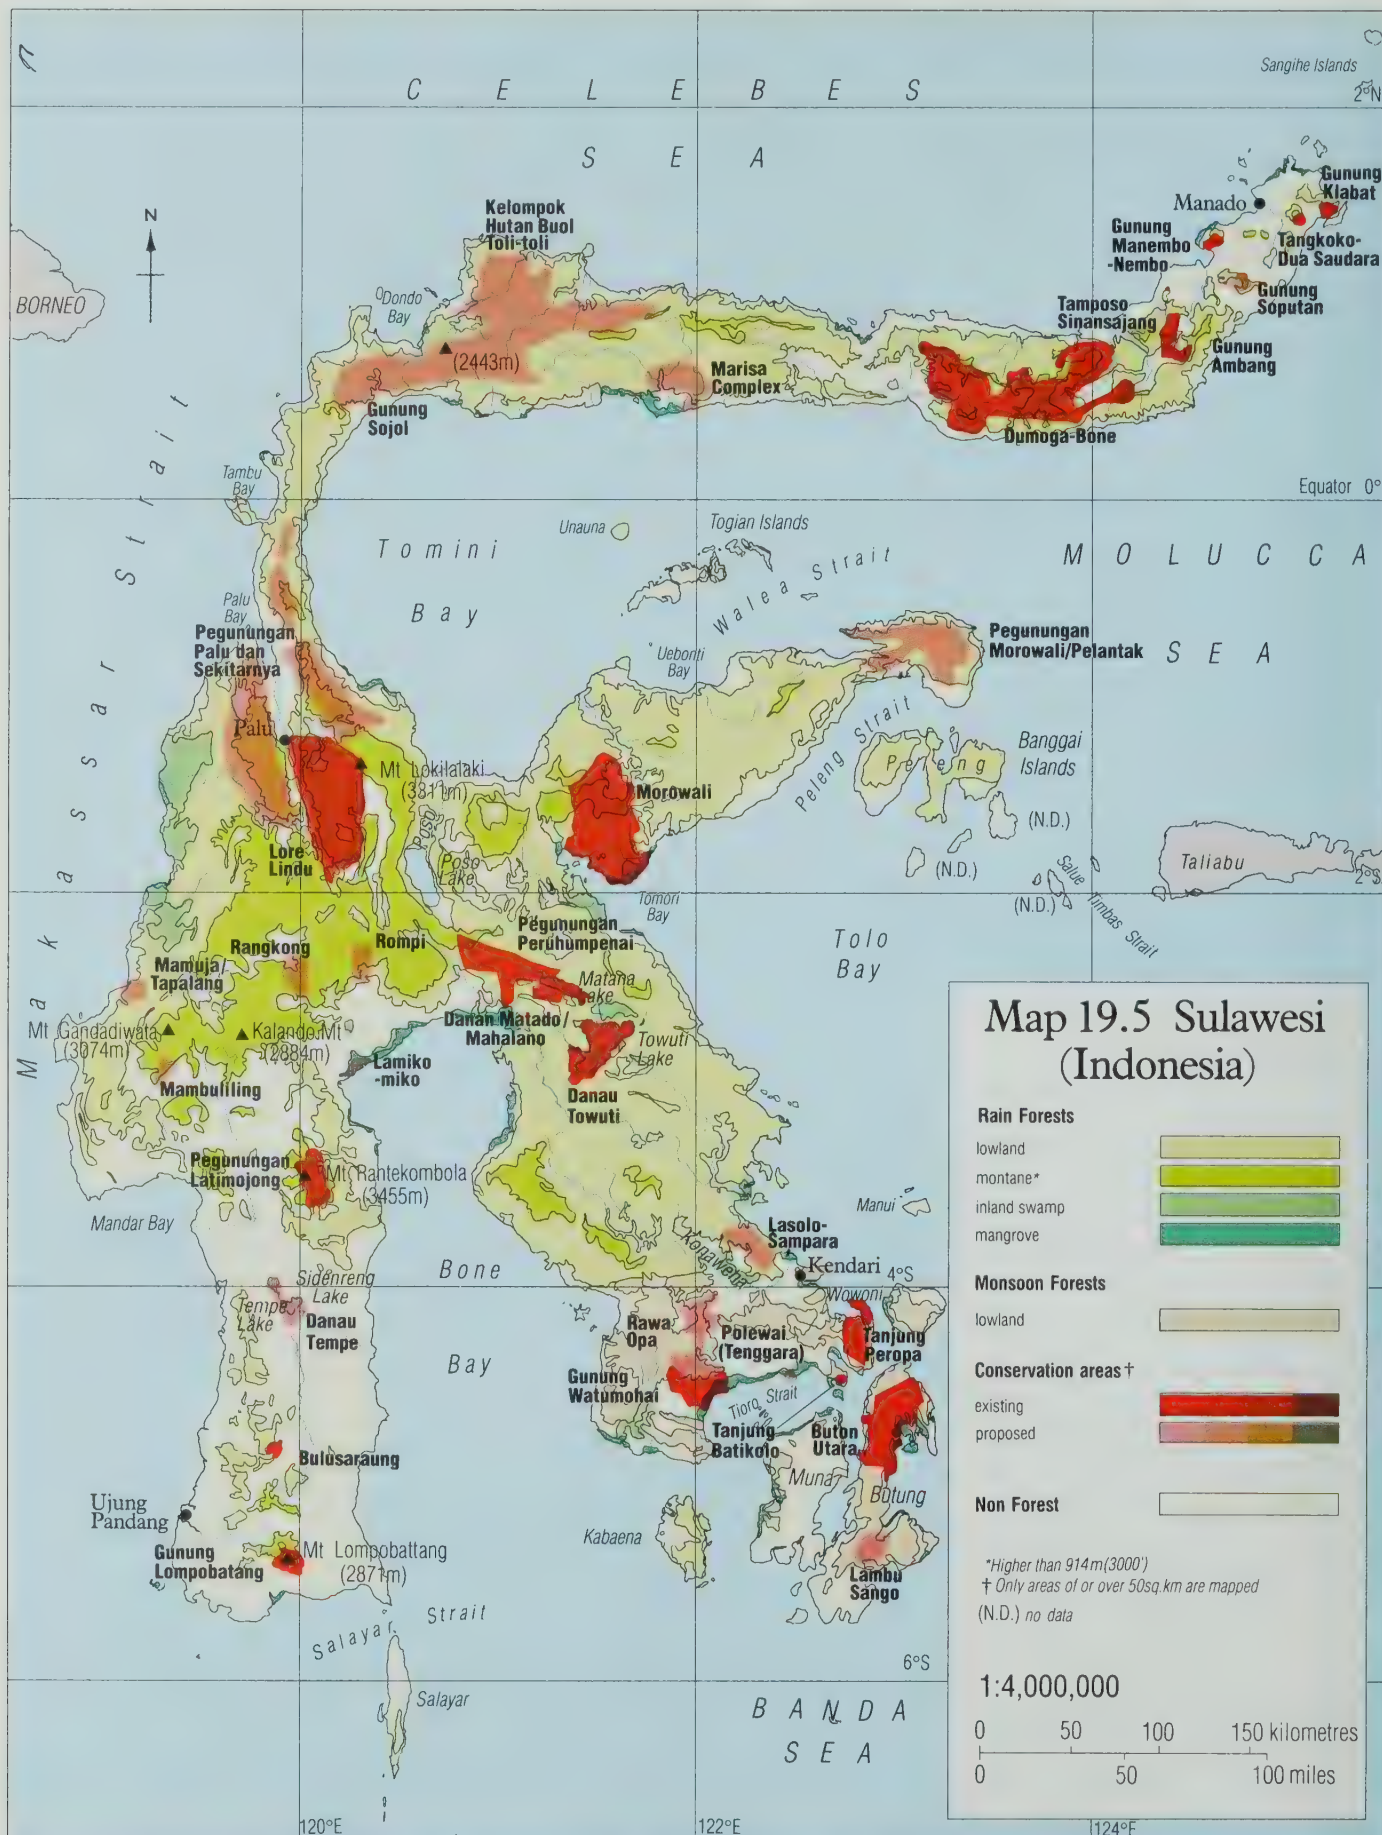 C E L E B E S
Sangihe Islands
2°N
S E A
Gunung
Klabat
Manado
Kelompok
Hutan Buol
Toli-toli
N
Gunung
Manembo
-Nembo
Tangkoko-
Dua Saudara
BORNEO
Dondo
Bay
Tamposo
Sinansajang
Gunung
Soputan
(2443m)
Gunung
Ambang
Marisa
Complex
Gunung
Sojol
Dumoga-Bone
Tambu
Bay
Equator 0°
Unauna
Togian Islands
Tomini
Bay
Walea Strait
M O L U C C A
S E A
Palu
Bay
Pegunungan
Palu dan
Sekitarnya
Uebonti
Bay
Pegunungan
Morowali/Pelantak
Makassar Strait
Palu
Peleng Strait
Peleng
Banggai
Islands
Mt Lokilalaki
(3311m)
Morowali
(N.D.)
Poso
Lore
Lindu
Poso
Lake
(N.D.)
Taliabu
2°S
(N.D.)
Salue Timbas Strait
Tomori
Bay
Pegunungan
Peruhumpenai
Tolo
Bay
Rangkong
Rompi
Mamuja/
Tapalang
Matana
Lake
Mt Gandadiwata
(3074m)
Kalando Mt
(2884m)
Danan Matado/
Mahalano
Towuti
Lake
Lamiko
-miko
Mambuliling
Danau
Towuti
Pegunungan
Latimojong
Mt Rantekombola
(3455m)
Mandar Bay
Manui
Lasolo-
Sampara
Konaweha
Kendari
4°S
Bone
Bay
Sidenreng
Lake
Tempe
Lake
Danau
Tempe
Wowoni
Rawa
Opa
Polewai
(Tenggara)
Tanjung
Peropa
Gunung
Watumohai
Tioro Strait
Tanjung
Batikolo
Buton
Utara
Bulusaraung
Muna
Butung
Ujung
Pandang
Kabaena
Gunung
Lompobatang
Mt Lompobattang
(2871m)
Lambu
Sango
Salayar Strait
6°S
Salayar
B A N D A
S E A
120°E
122°E
124°E
Map 19.5 Sulawesi
(Indonesia)
Rain Forests
lowland
montane*
inland swamp
mangrove
Monsoon Forests
lowland
Conservation areas†
existing
proposed
Non Forest
*Higher than 914m(3000')
† Only areas of or over 50sq.km are mapped
(N.D.) no data
1:4,000,000
0 50 100 150 kilometres
0 50 100 miles